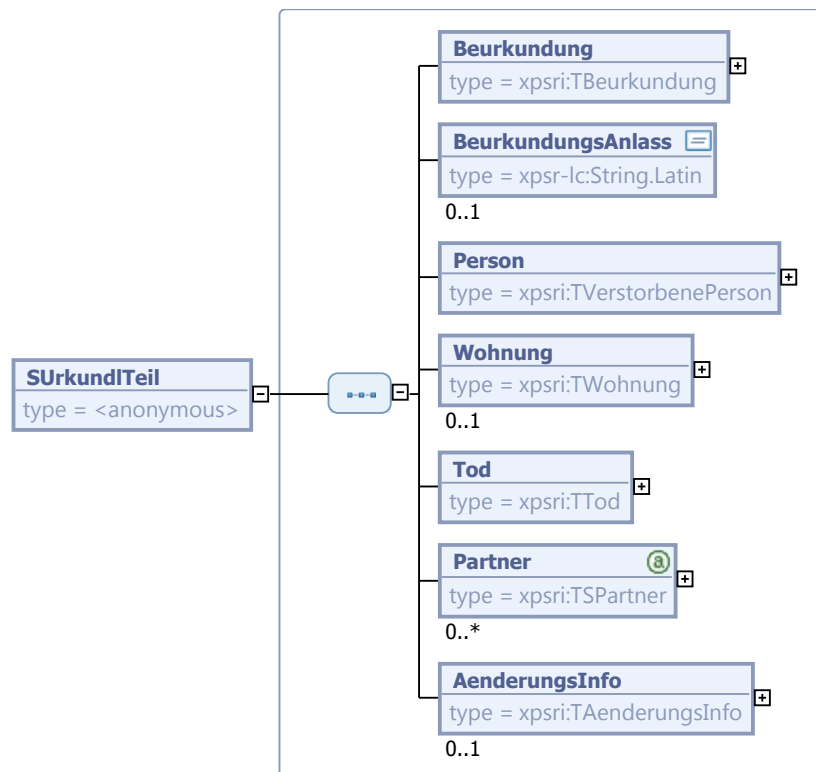 Beurkundung
type = xpsri:TBeurkundung
BeurkundungsAnlass
type = xpsr-lc:String.Latin
0..1
Person
type = xpsri:TVerstorbenePerson
Wohnung
type = xpsri:TWohnung
0..1
SUrkundlTeil
type = <anonymous>
Tod
type = xpsri:TTod
Partner
type = xpsri:TSPartner
0..*
AenderungsInfo
type = xpsri:TAenderungsInfo
0..1